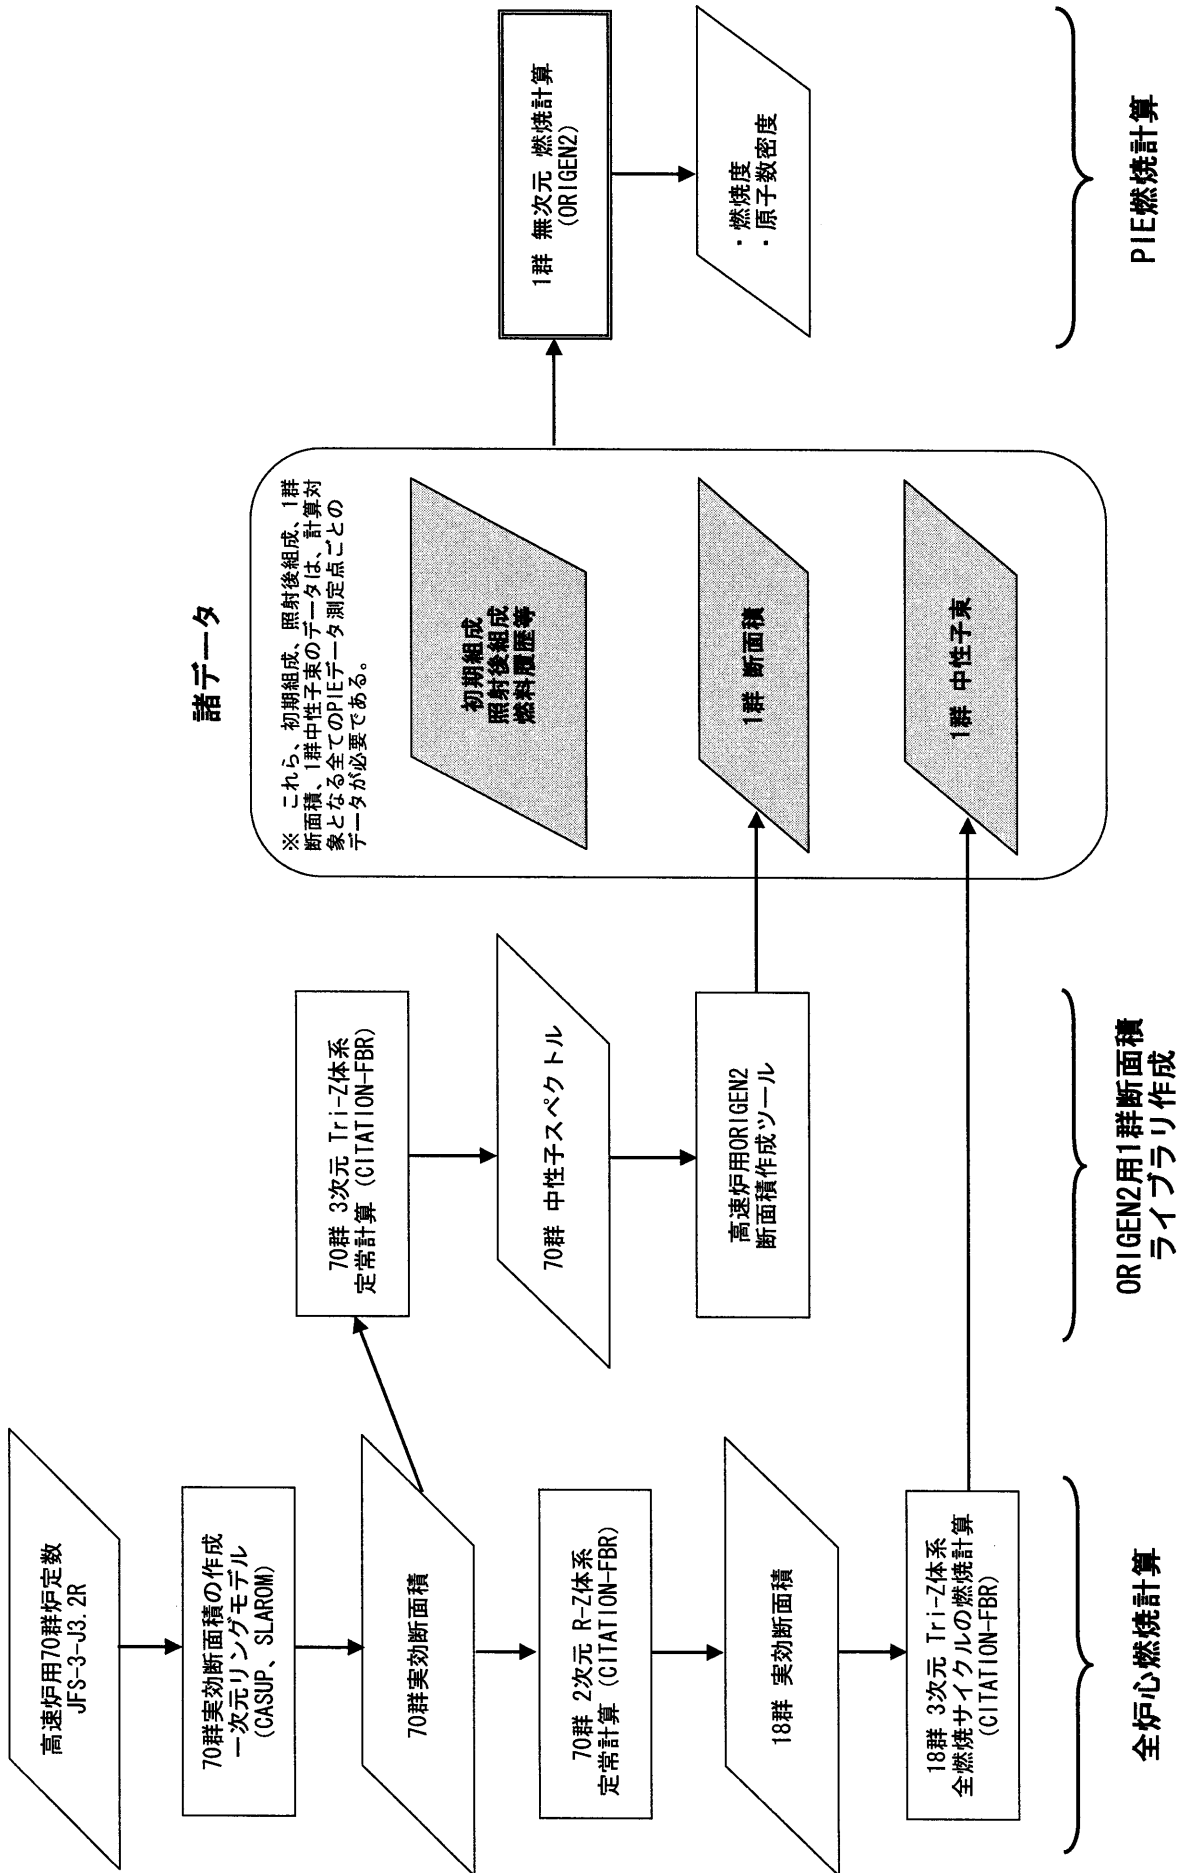 高速炉用70群炉定数
JFS-3-J3.2R
70群実効断面積の作成
一次元リングモデル
(CASUP、SLAROM)
70群実効断面積
70群 2次元 R-Z体系
定常計算 (CITATION-FBR)
18群 実効断面積
18群 3次元 Tri-Z体系
全燃焼サイクルの燃焼計算
(CITATION-FBR)
全炉心燃焼計算
70群 3次元 Tri-Z体系
定常計算 (CITATION-FBR)
70群 中性子スペクトル
高速炉用ORIGEN2
断面積作成ツール
ORIGEN2用1群断面積
ライブラリ作成
諸データ
※ これら、初期組成、照射後組成、1群
断面積、1群中性子束のデータは、計算対
象となる全てのPIEデータ測定点ごとの
データが必要である。
初期組成
照射後組成
燃料履歴等
1群 断面積
1群 中性子束
1群 無次元 燃焼計算
(ORIGEN2)
・燃焼度
・原子数密度
PIE燃焼計算